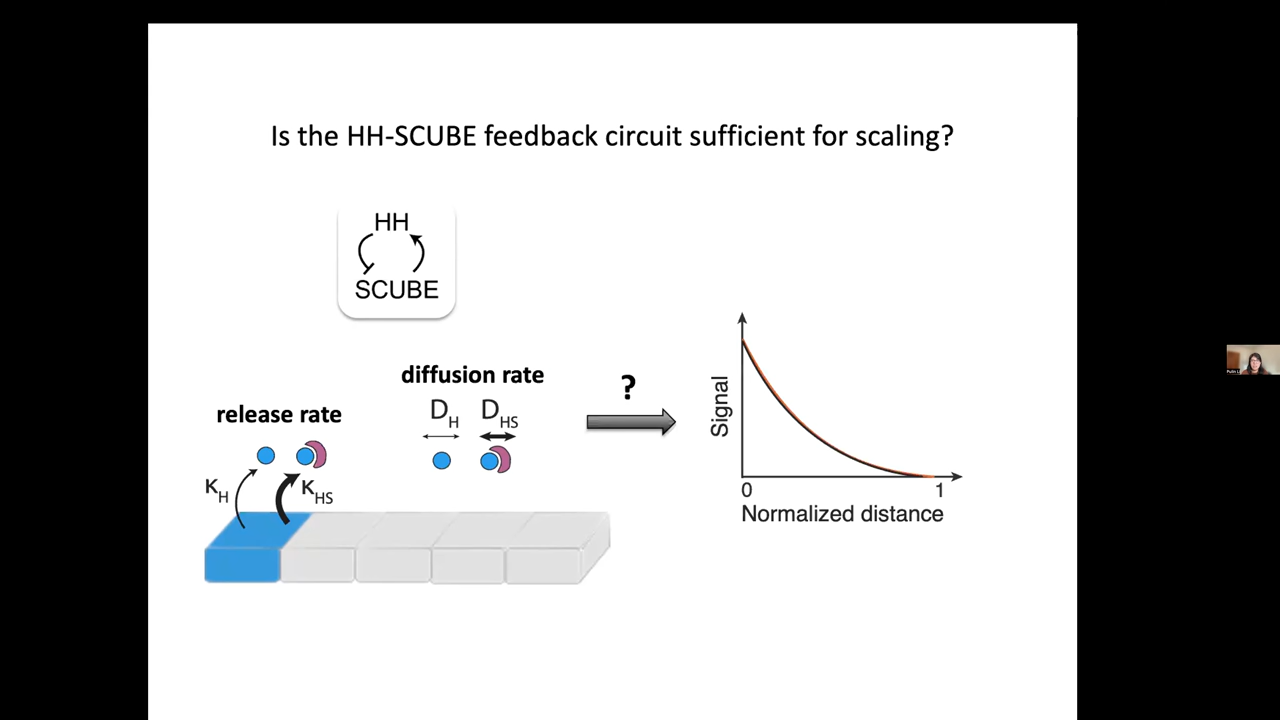 Is the HH-SCUBE feedback circuit sufficient for scaling?
HH
SCUBE
diffusion rate
release rate
D_H D_HS
K_H
K_HS
?
Signal
0 1
Normalized distance